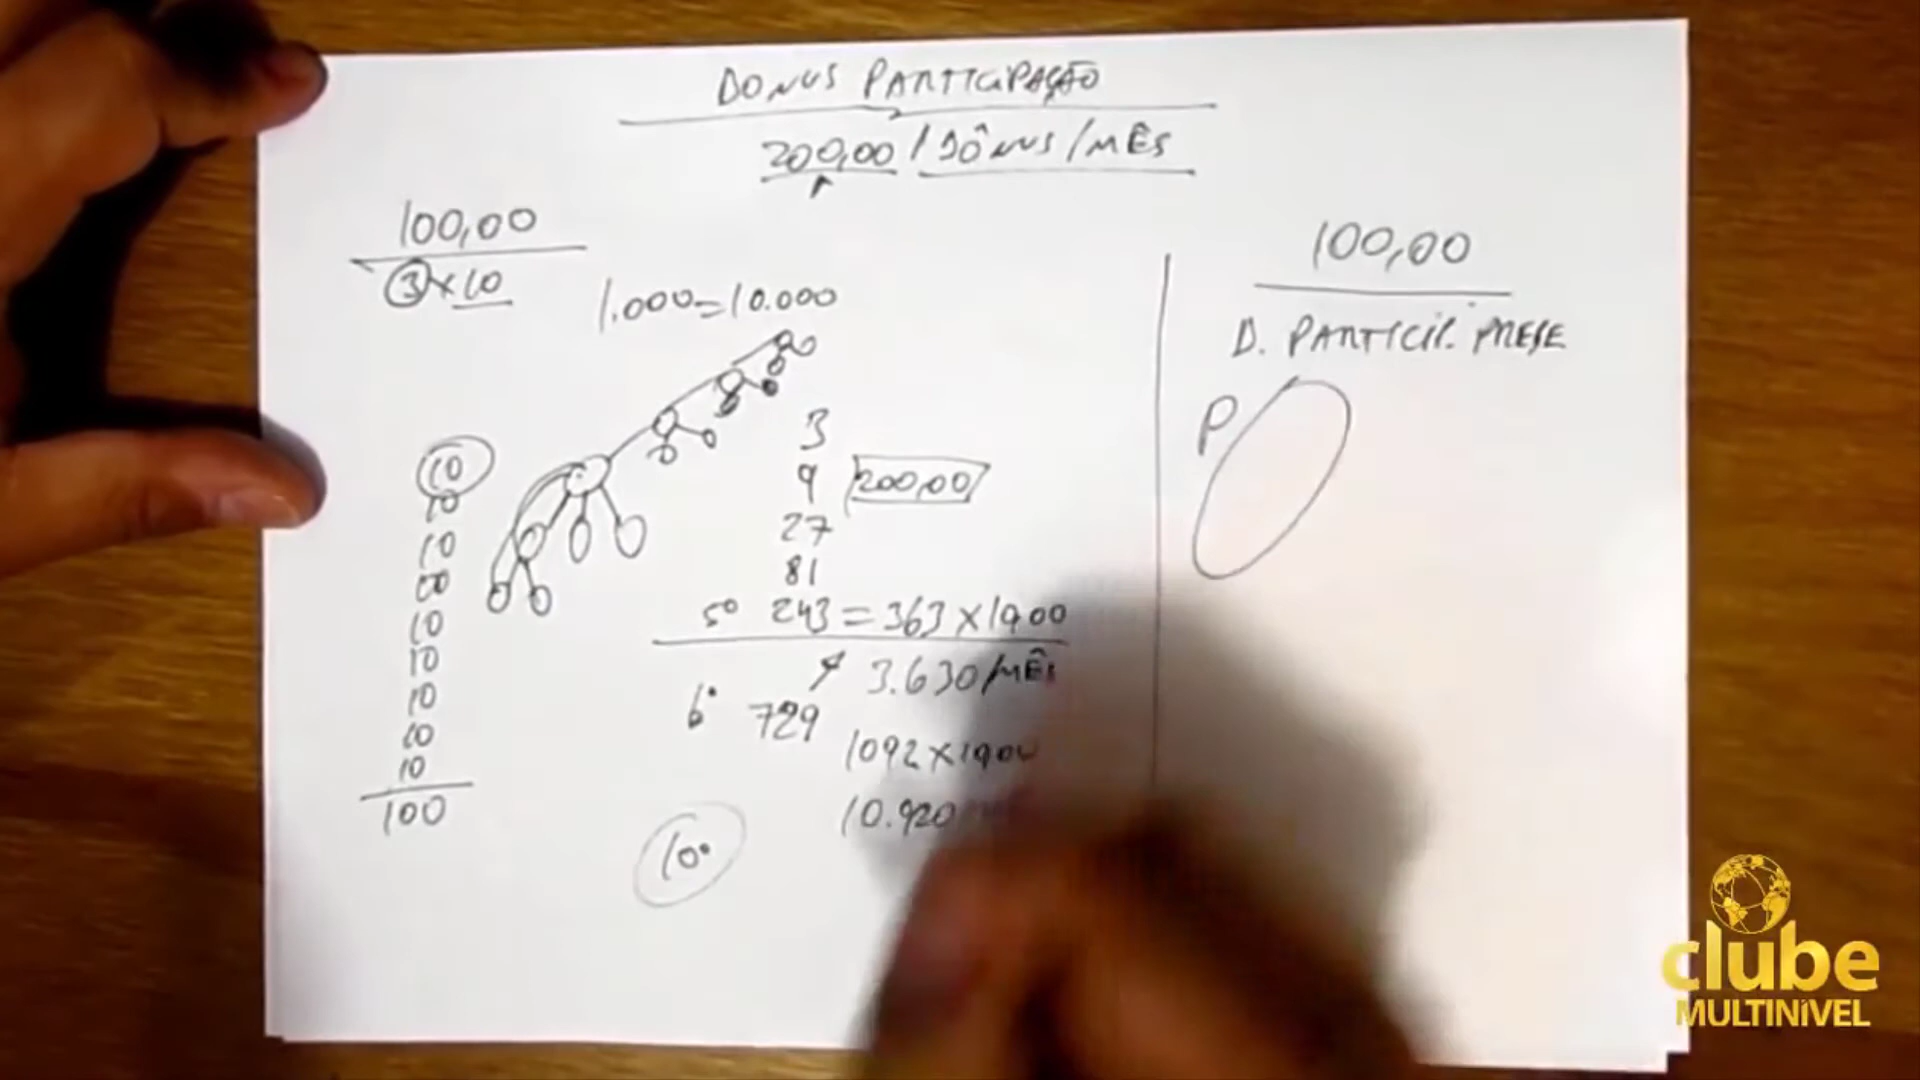 BONUS PARTICIPAÇÃO
200,00 / BÔNUS / MÊS
100,00
3 x 10
1.000 = 10.000
10
10
10
10
10
10
10
10
10
100
3
9
200,00
27
81
5º 243 = 363 x 10,00
3.630 / MÊS
6º 729
1092 x 10,00
10.920
10º
100,00
B. PARTICIP.
P
clube
MULTINÍVEL